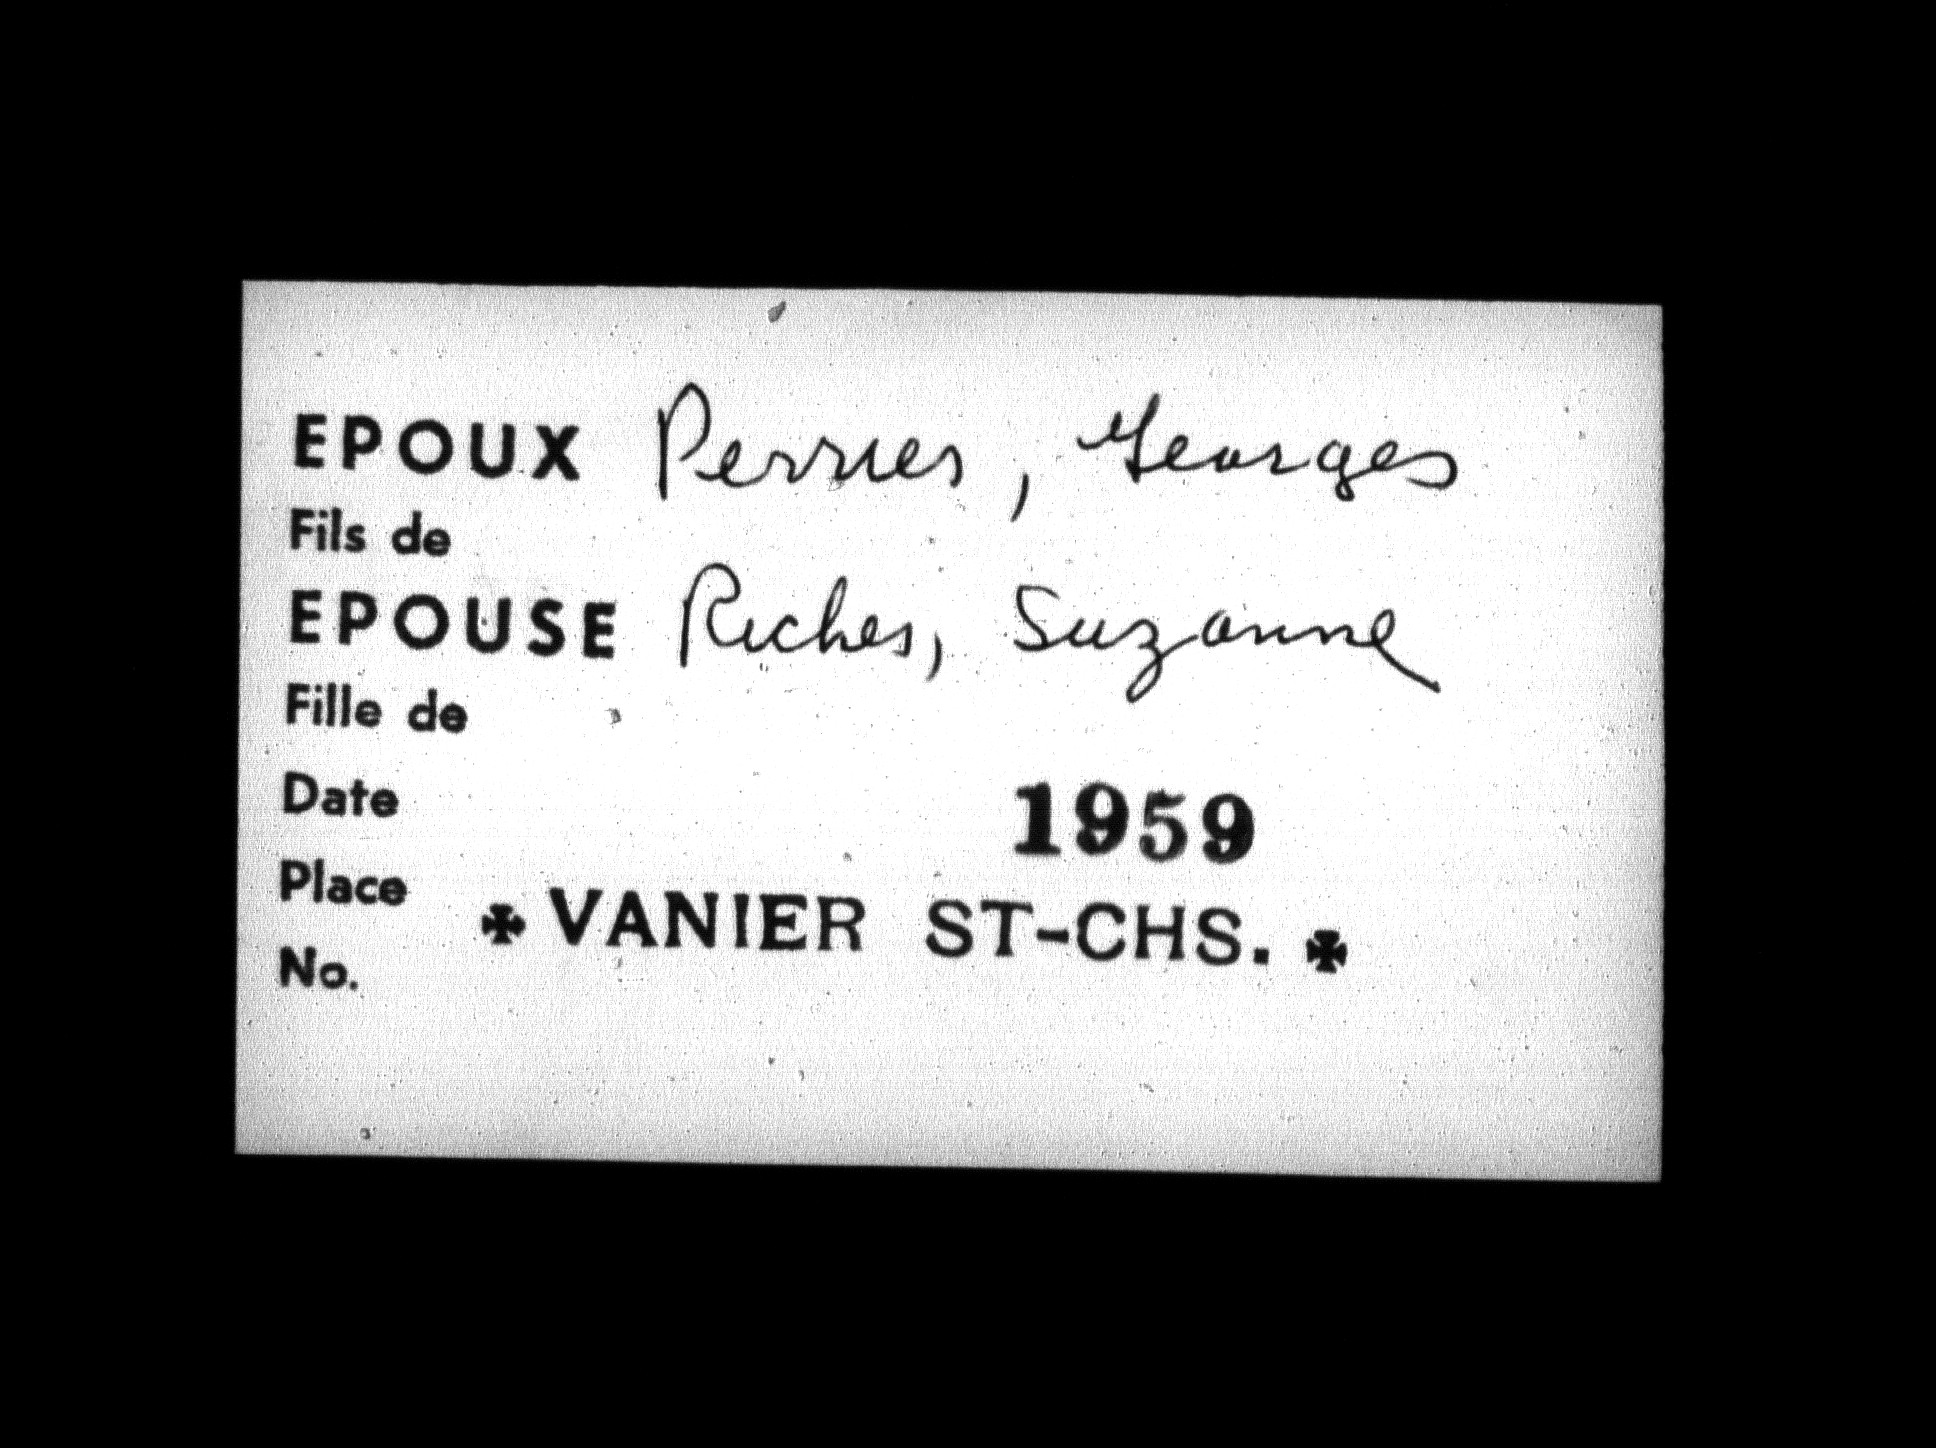 EPOUX Perrier, Georges
Fils de
EPOUSE Riches, Suzanne
Fille de
Date 1959
Place ✠ VANIER ST-CHS. ✠
No.